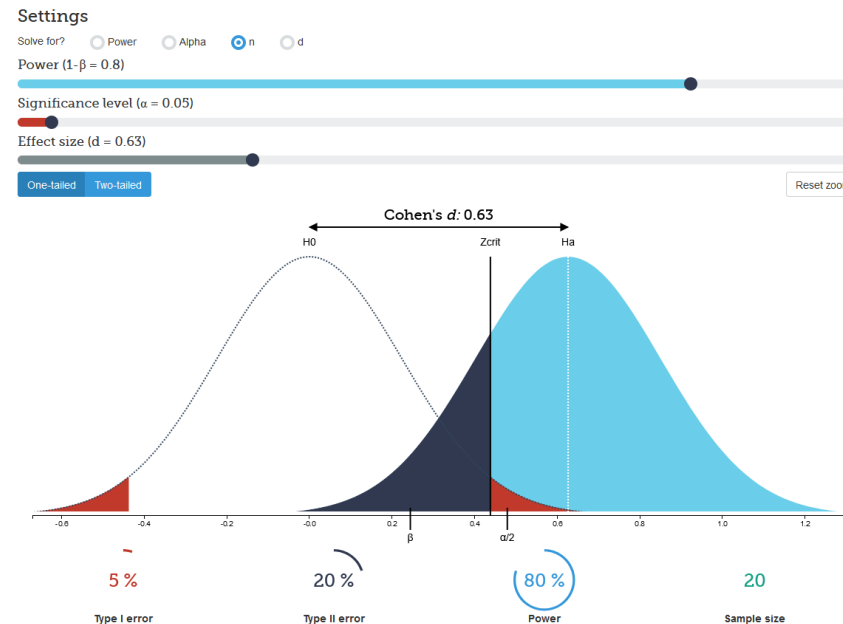 Settings
Solve for? Power Alpha n d
Power (1-β = 0.8)
Significance level (α = 0.05)
Effect size (d = 0.63)
One-tailed Two-tailed
Reset zoo
Cohen's d: 0.63
H0 Zcrit Ha
-0.6 -0.4 -0.2 -0.0 0.2 0.4 0.6 0.8 1.0 1.2
β α/2
5 % 20 % 80 % 20
Type I error Type II error Power Sample size